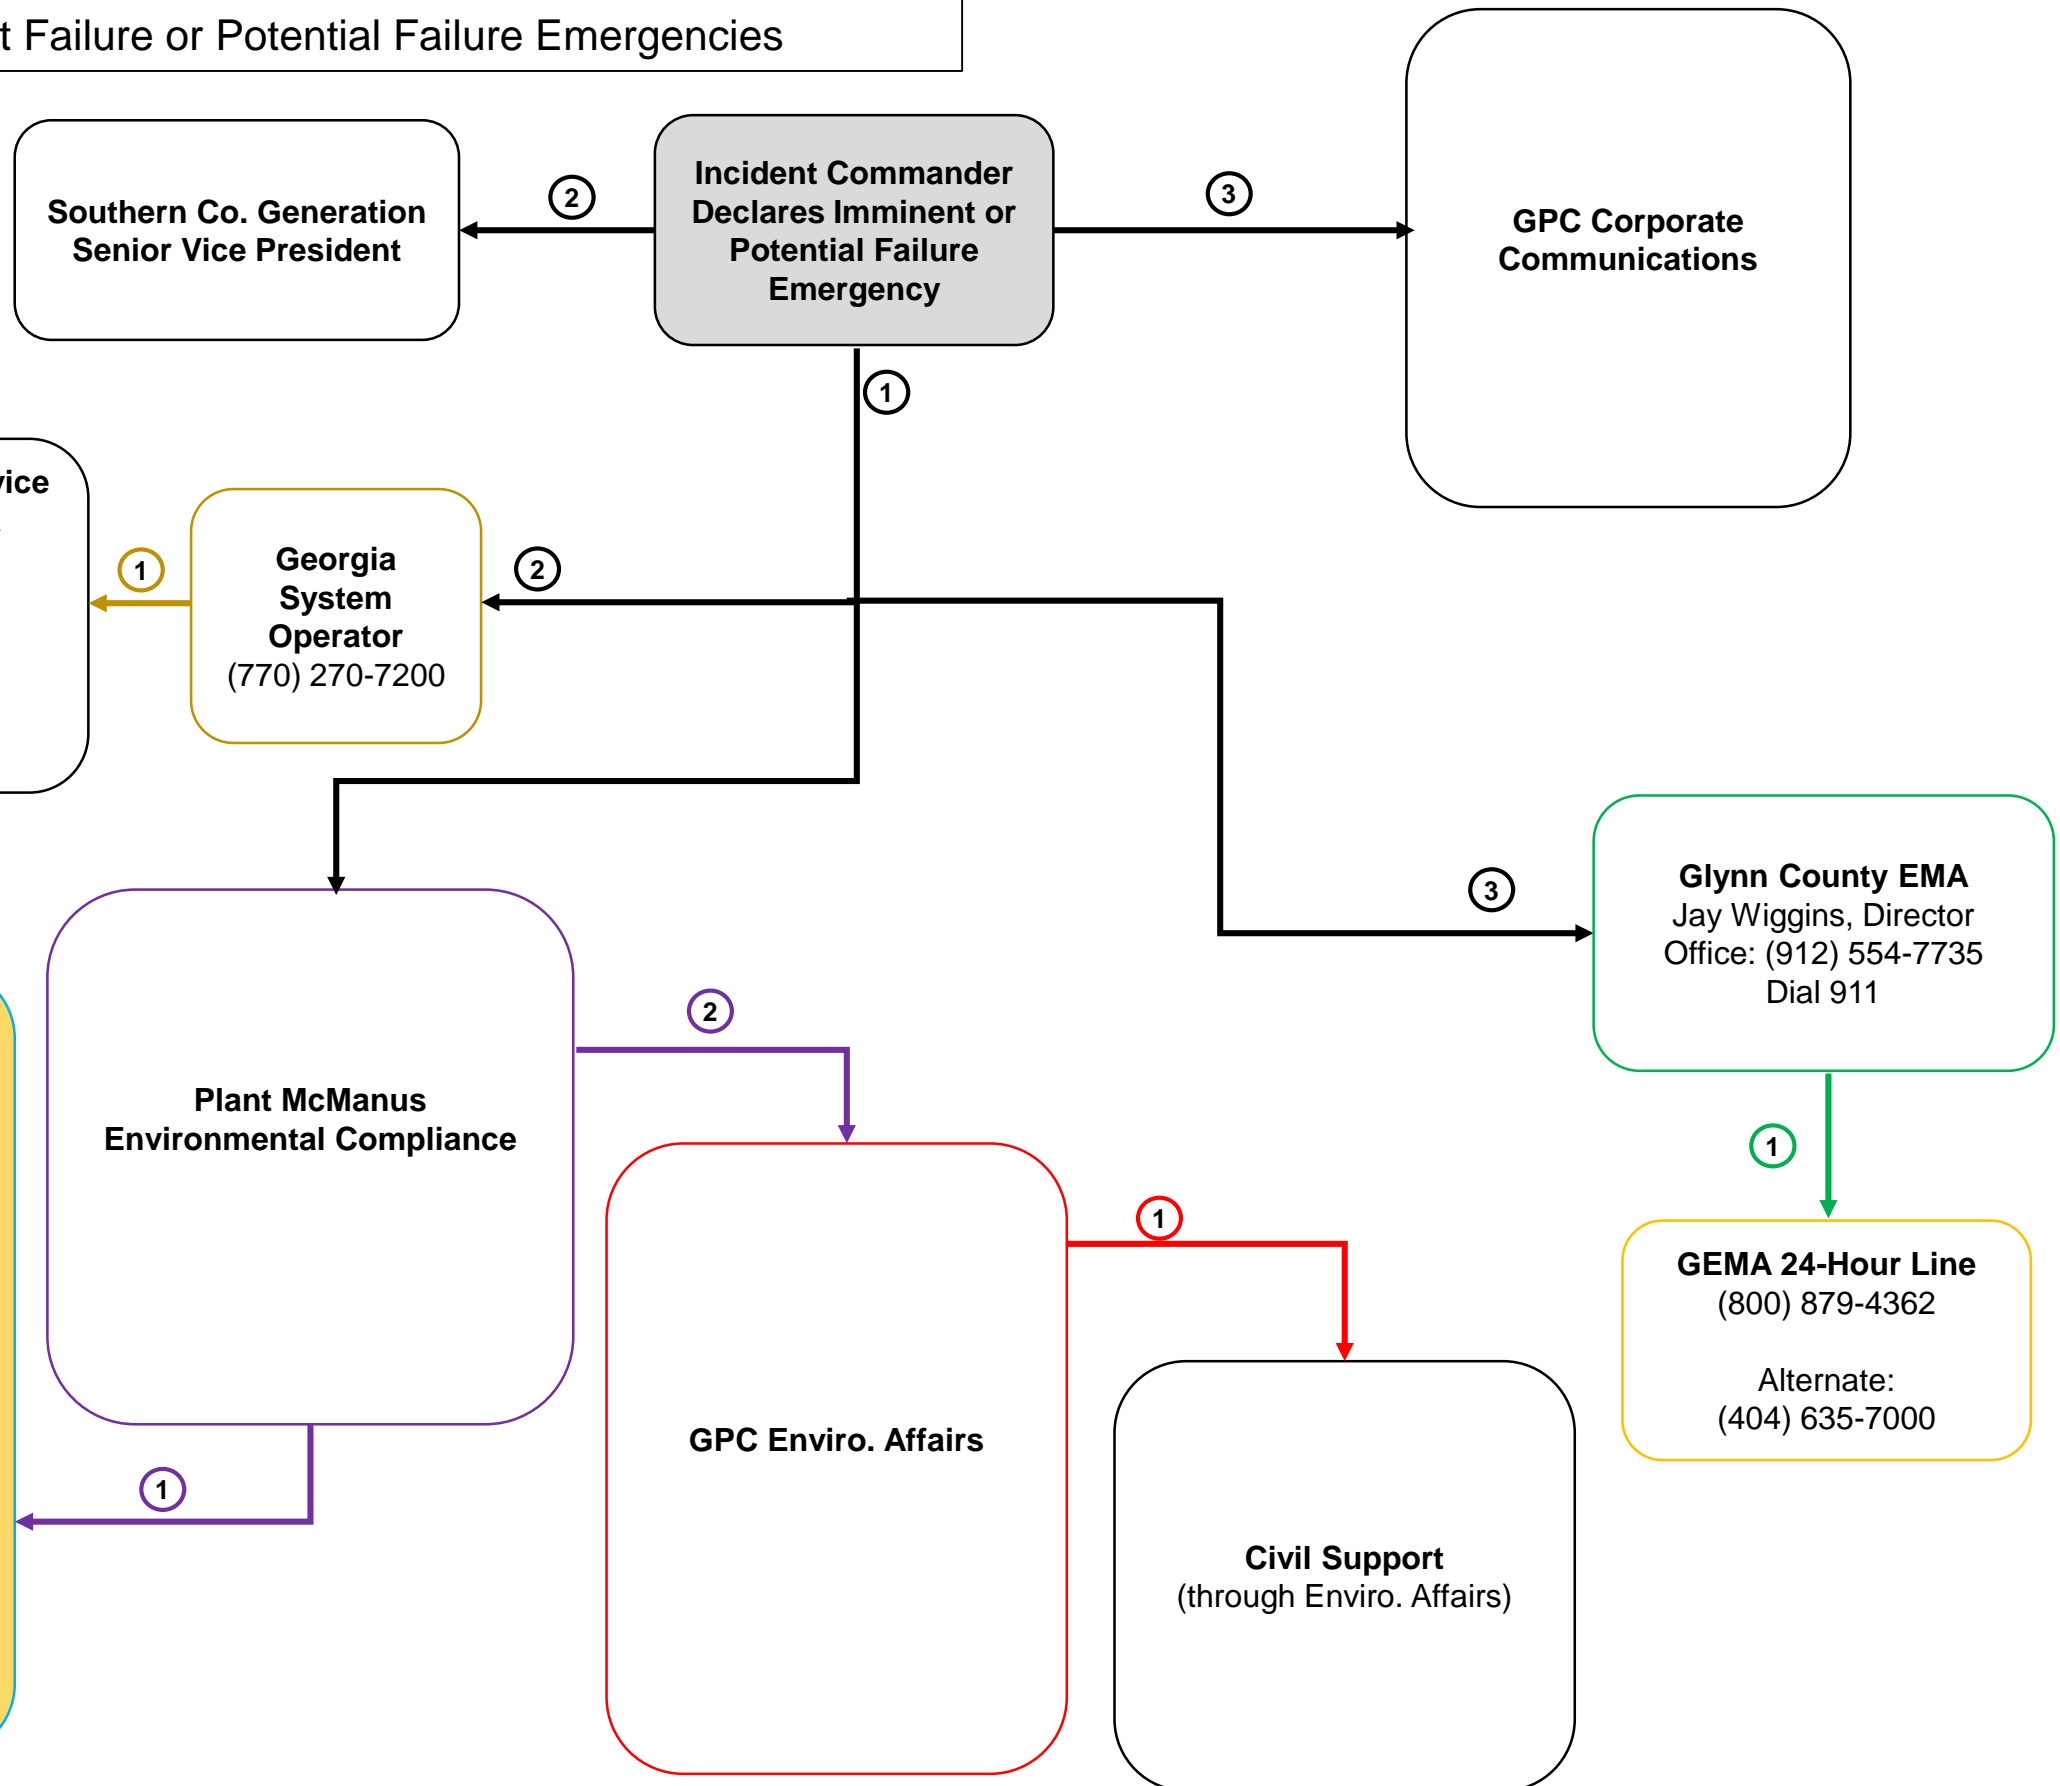 t Failure or Potential Failure Emergencies
Southern Co. Generation
Senior Vice President
2
Incident Commander
Declares Imminent or
Potential Failure
Emergency
3
GPC Corporate
Communications
1
vice
1
Georgia
System
Operator
(770) 270-7200
2
3
Glynn County EMA
Jay Wiggins, Director
Office: (912) 554-7735
Dial 911
Plant McManus
Environmental Compliance
2
1
1
GEMA 24-Hour Line
(800) 879-4362
Alternate:
(404) 635-7000
1
GPC Enviro. Affairs
Civil Support
(through Enviro. Affairs)